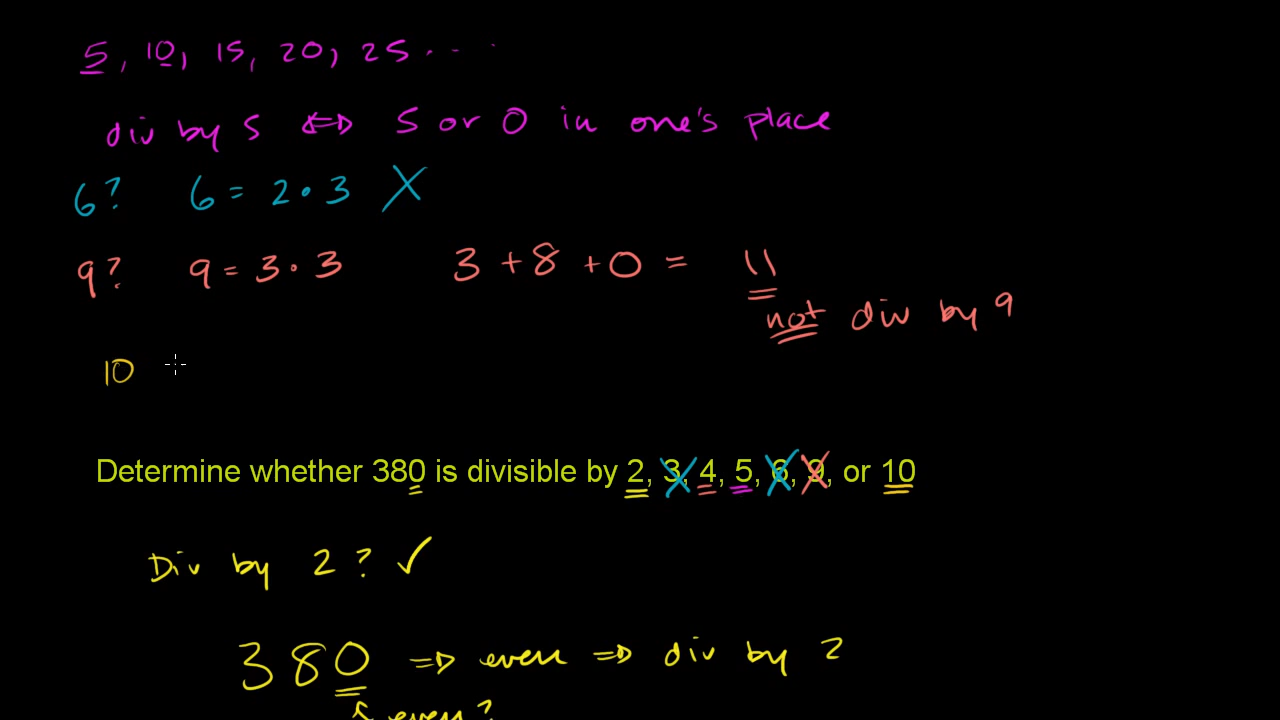 5, 10, 15, 20, 25...
div by 5 ⇔ 5 or 0 in one's place
6? 6 = 2·3 X
9? 9 = 3·3 3+8+0 = 11
not div by 9
10
Determine whether 380 is divisible by 2, 3, 4, 5, 6, 9, or 10
Div by 2? ✓
380 ⇒ even ⇒ div by 2
even?